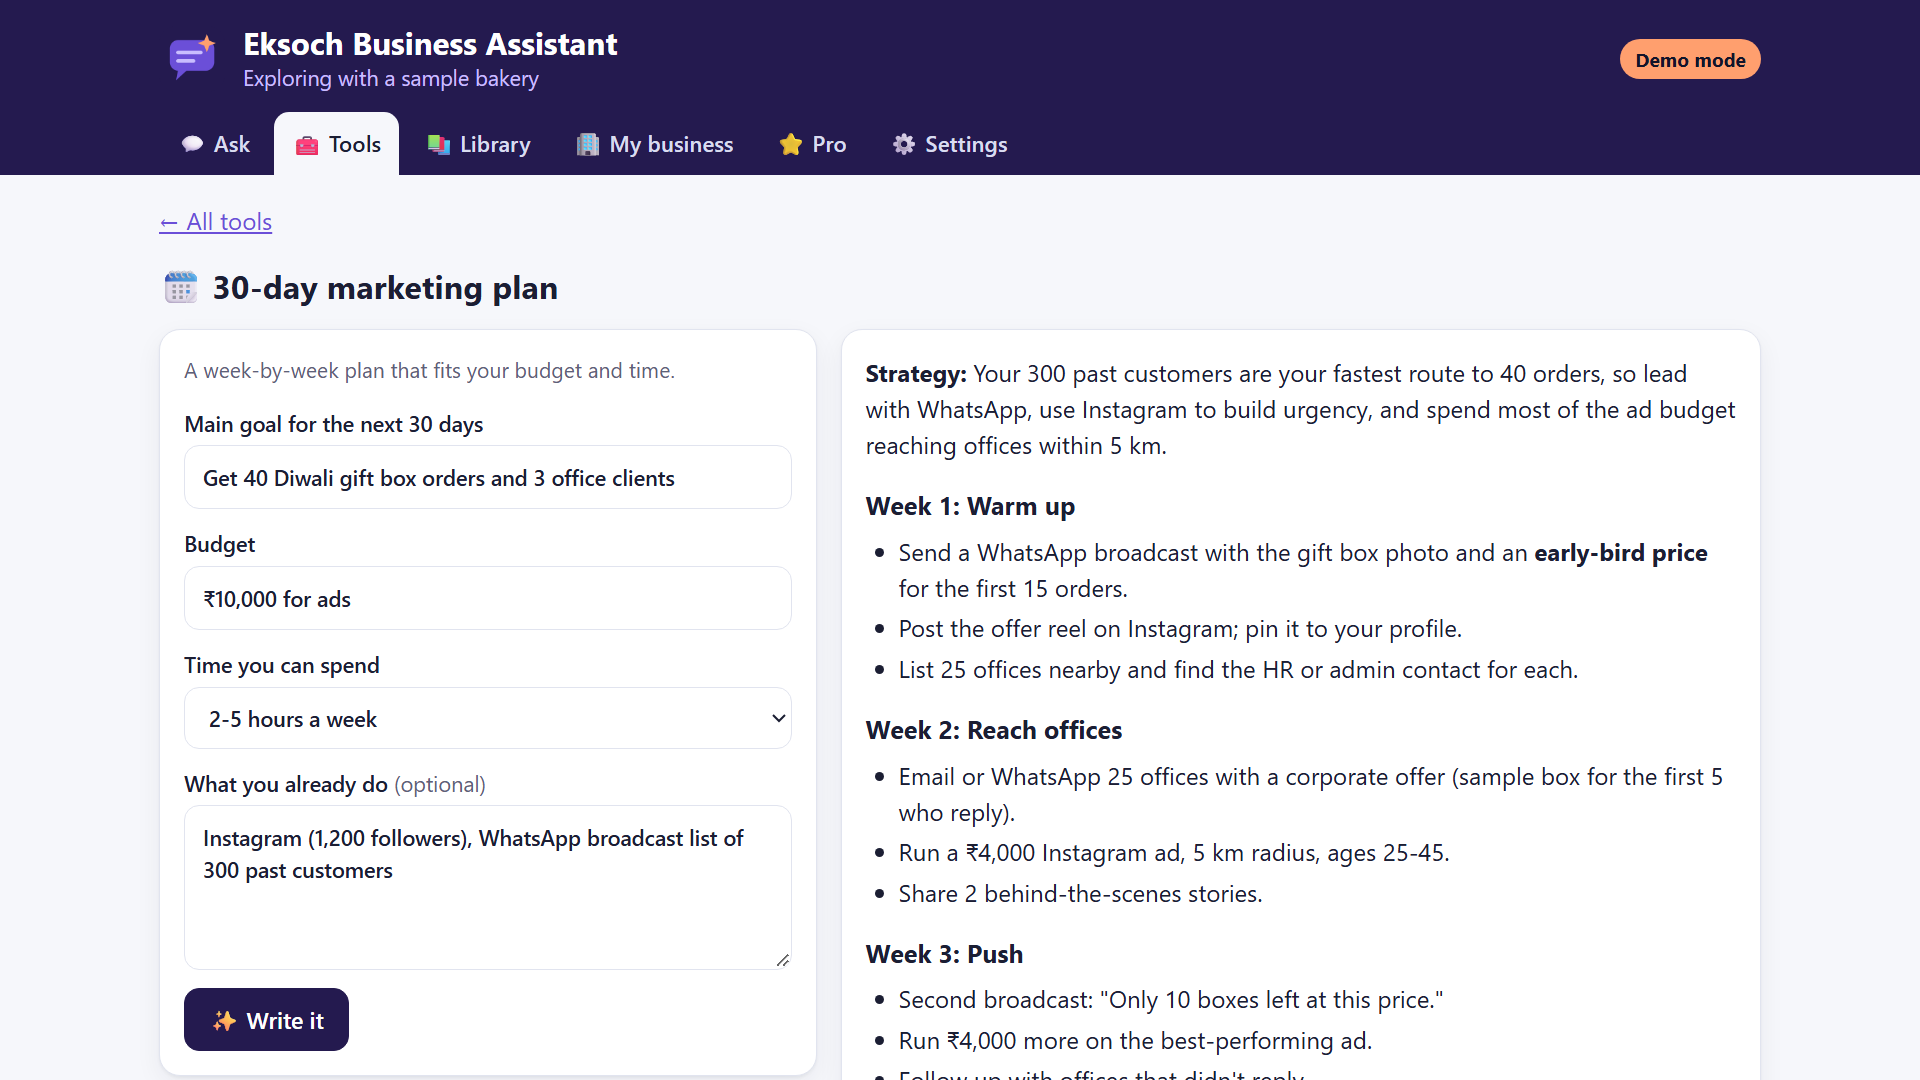 Eksoch Business Assistant
Exploring with a sample bakery
Demo mode
Ask
Tools
Library
My business
Pro
Settings
← All tools
30-day marketing plan
A week-by-week plan that fits your budget and time.
Main goal for the next 30 days
Get 40 Diwali gift box orders and 3 office clients
Budget
₹10,000 for ads
Time you can spend
2-5 hours a week
What you already do (optional)
Instagram (1,200 followers), WhatsApp broadcast list of
300 past customers
✨ Write it
Strategy: Your 300 past customers are your fastest route to 40 orders, so lead
with WhatsApp, use Instagram to build urgency, and spend most of the ad budget
reaching offices within 5 km.
Week 1: Warm up
• Send a WhatsApp broadcast with the gift box photo and an early-bird price
for the first 15 orders.
• Post the offer reel on Instagram; pin it to your profile.
• List 25 offices nearby and find the HR or admin contact for each.
Week 2: Reach offices
• Email or WhatsApp 25 offices with a corporate offer (sample box for the first 5
who reply).
• Run a ₹4,000 Instagram ad, 5 km radius, ages 25-45.
• Share 2 behind-the-scenes stories.
Week 3: Push
• Second broadcast: "Only 10 boxes left at this price."
• Run ₹4,000 more on the best-performing ad.
• Follow up with offices that didn't reply.